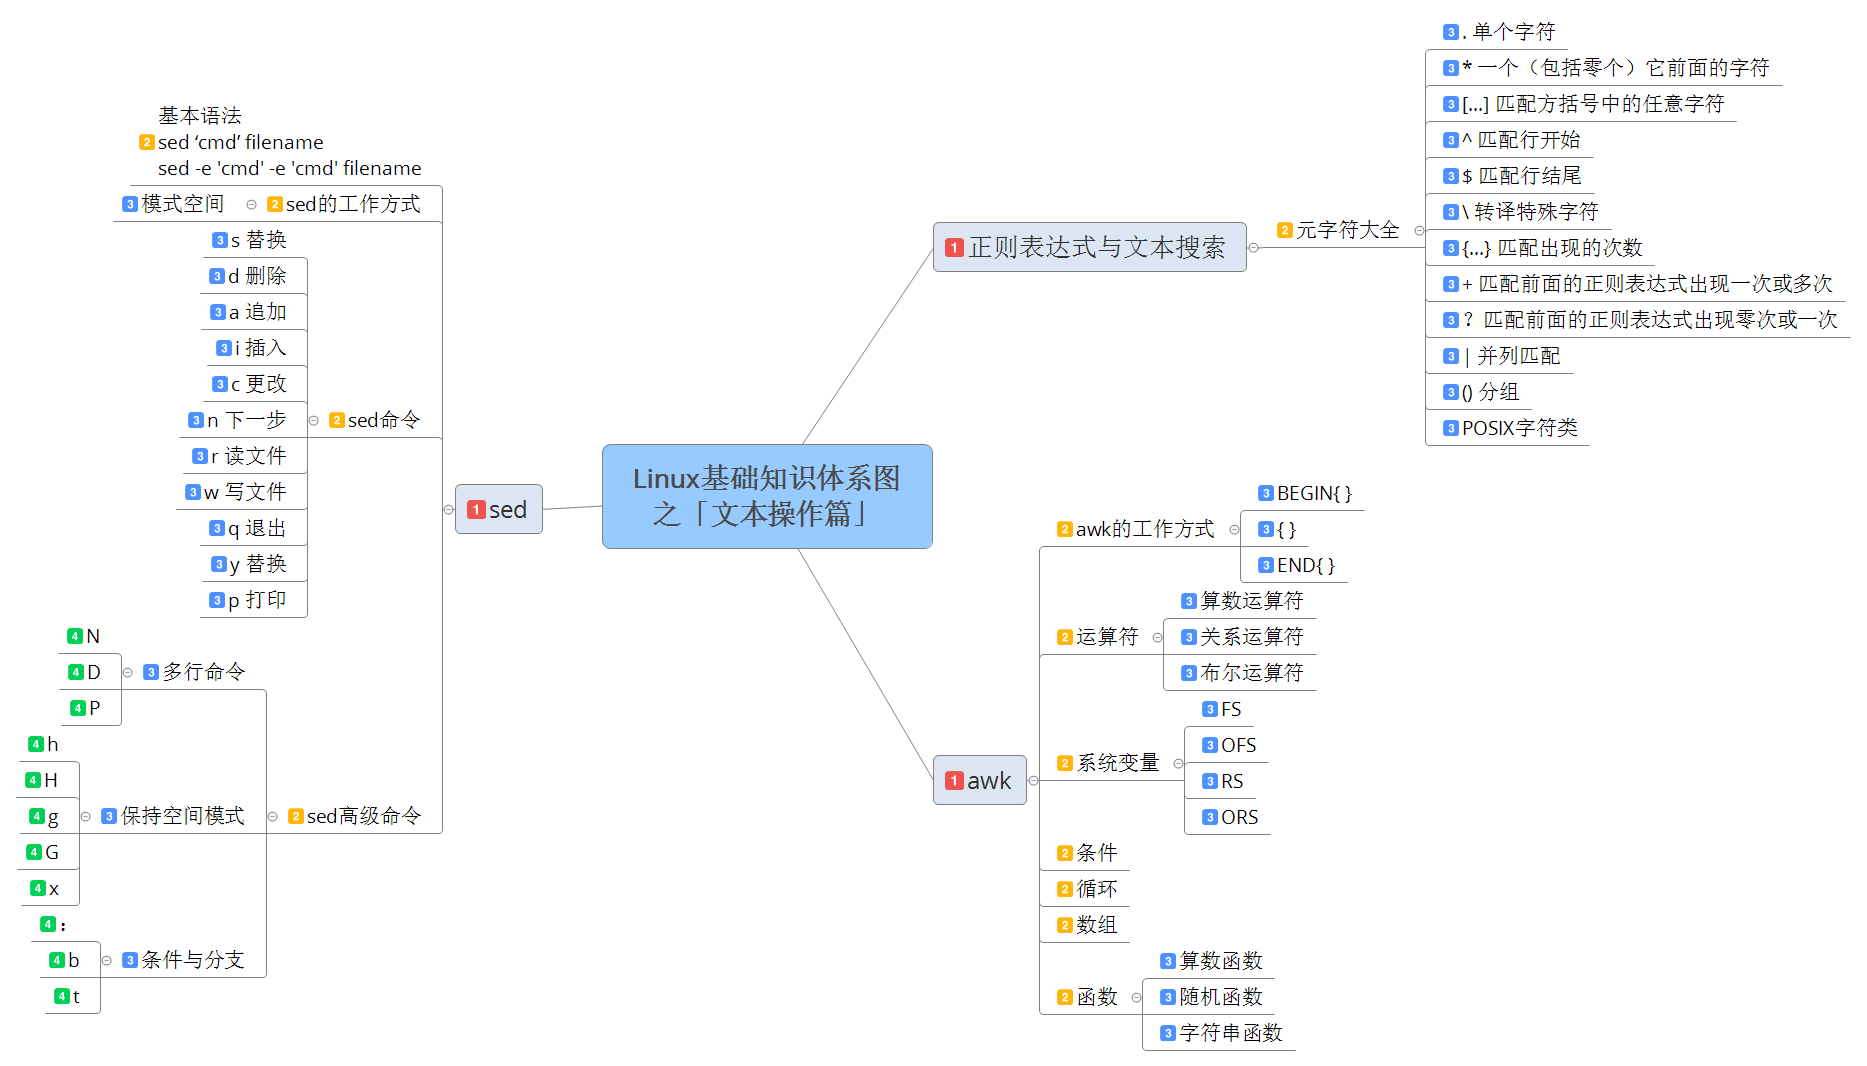 Linux基础知识体系图
之「文本操作篇」
1 正则表达式与文本搜索
2 元字符大全
3 . 单个字符
3 * 一个（包括零个）它前面的字符
3 [...] 匹配方括号中的任意字符
3 ^ 匹配行开始
3 $ 匹配行结尾
3 \ 转译特殊字符
3 {...} 匹配出现的次数
3 + 匹配前面的正则表达式出现一次或多次
3 ？匹配前面的正则表达式出现零次或一次
3 | 并列匹配
3 () 分组
3 POSIX字符类
1 awk
2 awk的工作方式
3 BEGIN{ }
3 { }
3 END{ }
2 运算符
3 算数运算符
3 关系运算符
3 布尔运算符
2 系统变量
3 FS
3 OFS
3 RS
3 ORS
2 条件
2 循环
2 数组
2 函数
3 算数函数
3 随机函数
3 字符串函数
1 sed
基本语法
2 sed ‘cmd’ filename
sed -e 'cmd' -e 'cmd' filename
2 sed的工作方式
3 模式空间
2 sed命令
3 s 替换
3 d 删除
3 a 追加
3 i 插入
3 c 更改
3 n 下一步
3 r 读文件
3 w 写文件
3 q 退出
3 y 替换
3 p 打印
2 sed高级命令
3 多行命令
4 N
4 D
4 P
3 保持空间模式
4 h
4 H
4 g
4 G
4 x
3 条件与分支
4 :
4 b
4 t